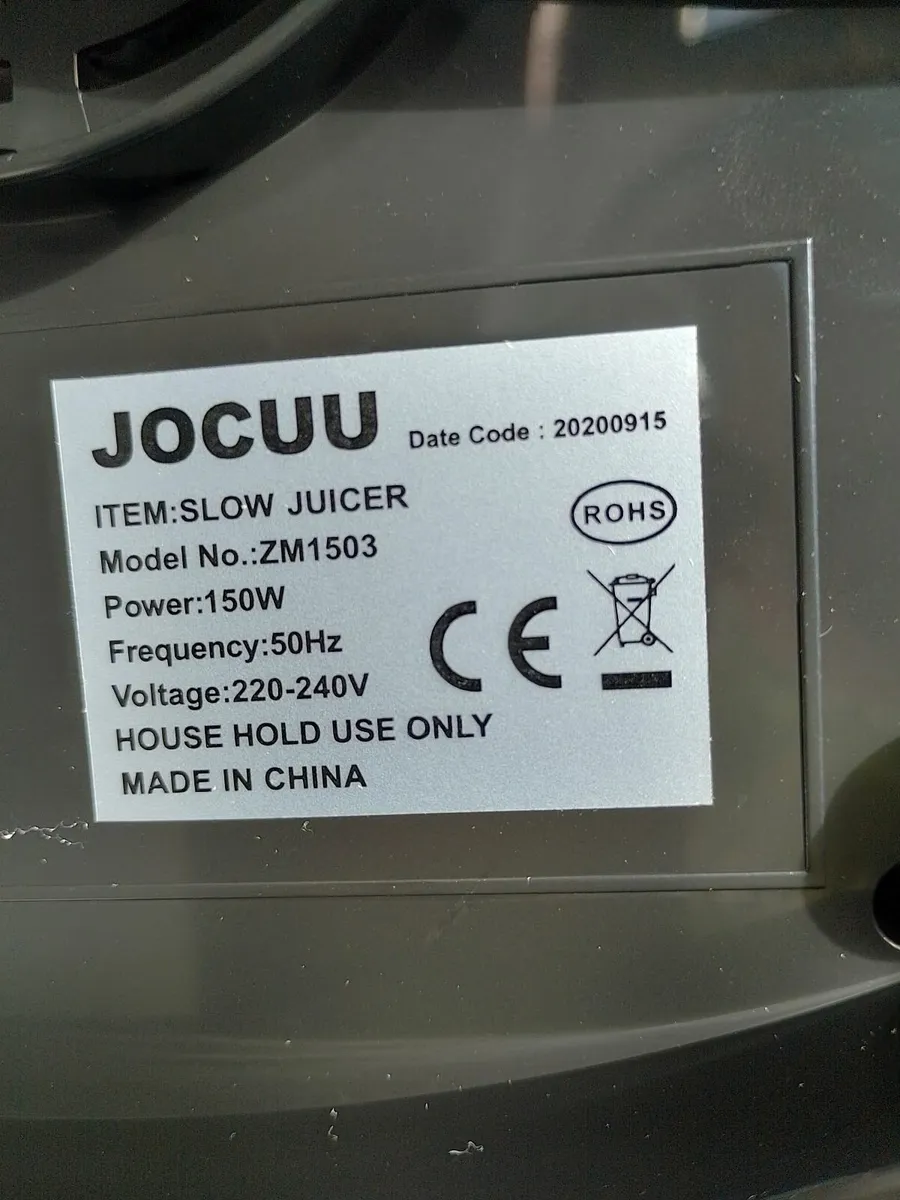 JOCUU Date Code : 20200915
ITEM:SLOW JUICER
ROHS
Model No.:ZM1503
Power:150W
Frequency:50Hz
CE
Voltage:220-240V
HOUSE HOLD USE ONLY
MADE IN CHINA